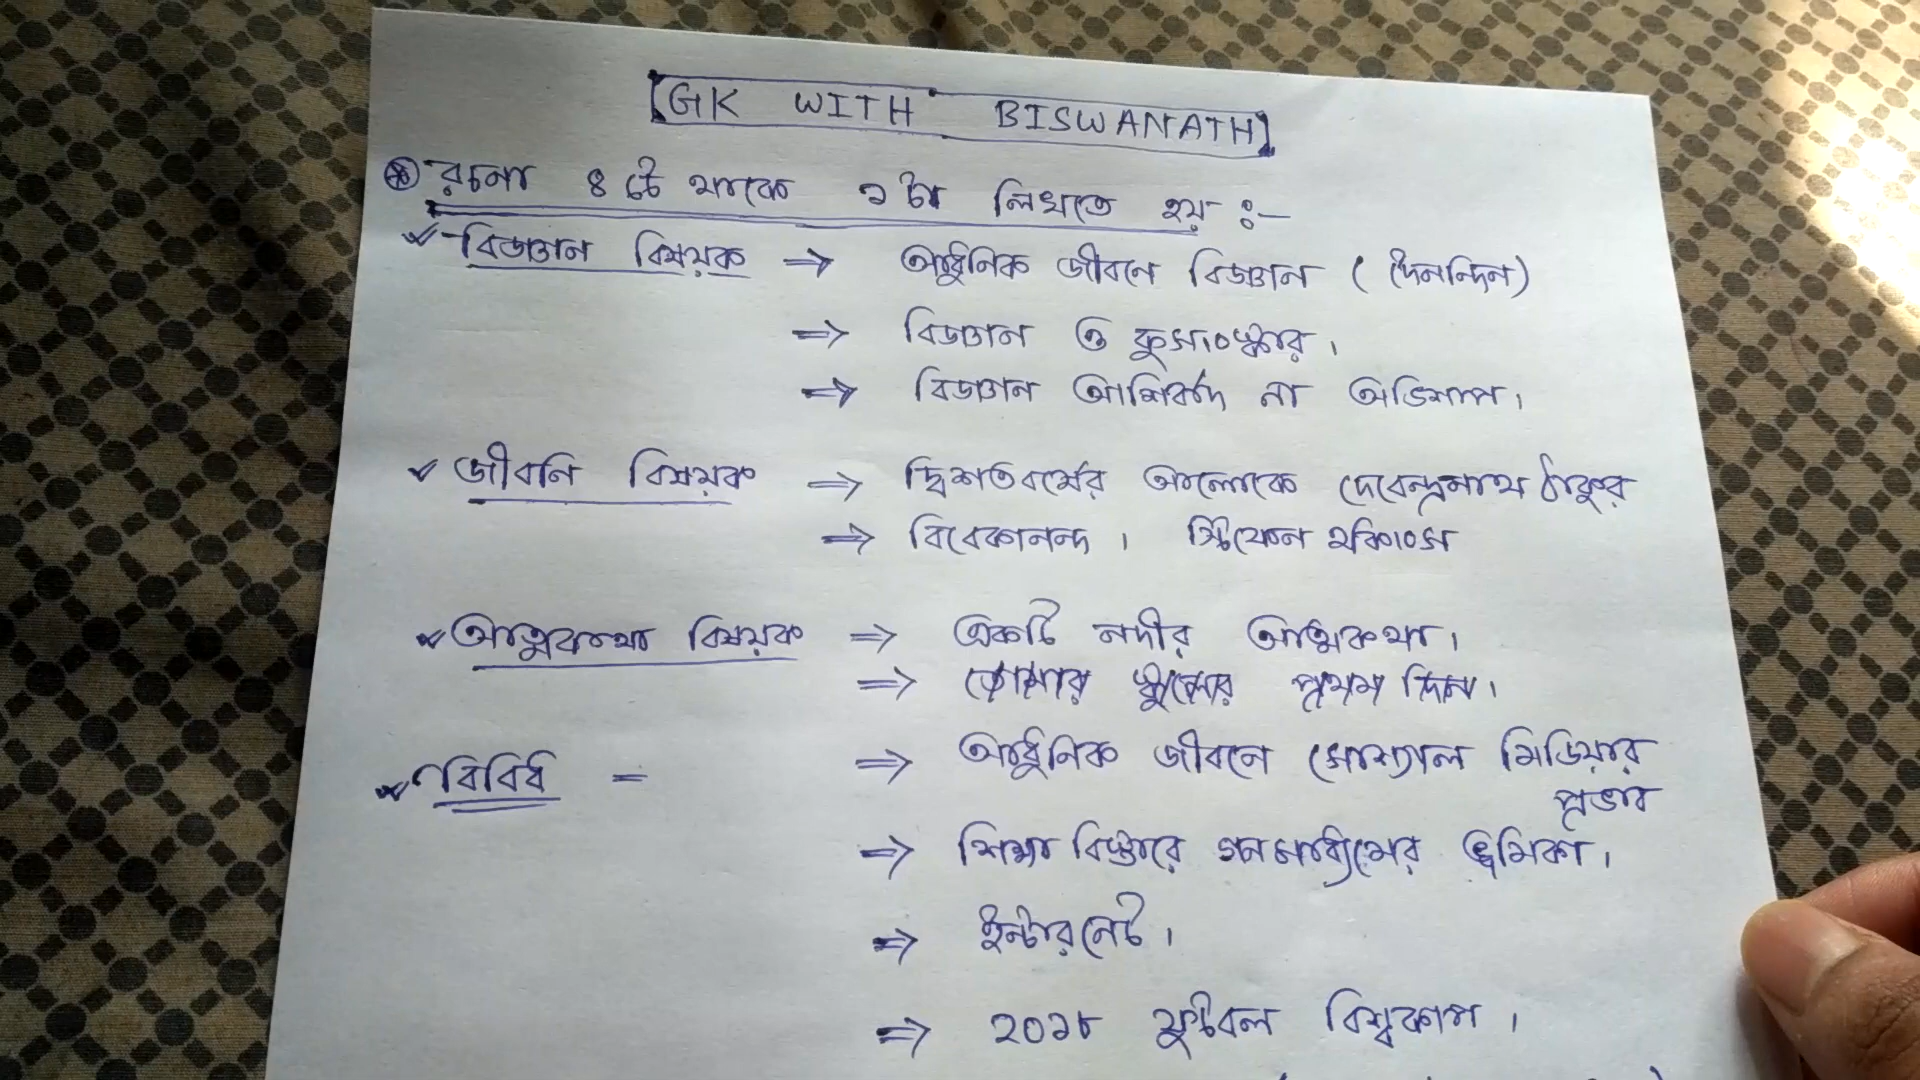 GK WITH BISWANATH
রচনা ৪টে থাকে ১টা লিখতে হয় ঃ-
বিজ্ঞান বিষয়ক ⇒ আধুনিক জীবনে বিজ্ঞান (দৈনন্দিন)
⇒ বিজ্ঞান ও কুসংস্কার।
⇒ বিজ্ঞান আশির্বাদ না অভিশাপ।
জীবনি বিষয়ক ⇒ দ্বিশতবর্ষের আলোকে দেবেন্দ্রনাথ ঠাকুর
⇒ বিবেকানন্দ। স্টিফেন হকিংস
আত্মকথা বিষয়ক ⇒ একটি নদীর আত্মকথা।
⇒ তোমার স্কুলের প্রথম দিন।
বিবিধ = ⇒ আধুনিক জীবনে সোশ্যাল মিডিয়ার
প্রভাব
⇒ শিক্ষা বিস্তারে গনমাধ্যমের ভূমিকা।
⇒ ইন্টারনেট।
⇒ ২০১৮ ফুটবল বিশ্বকাপ।